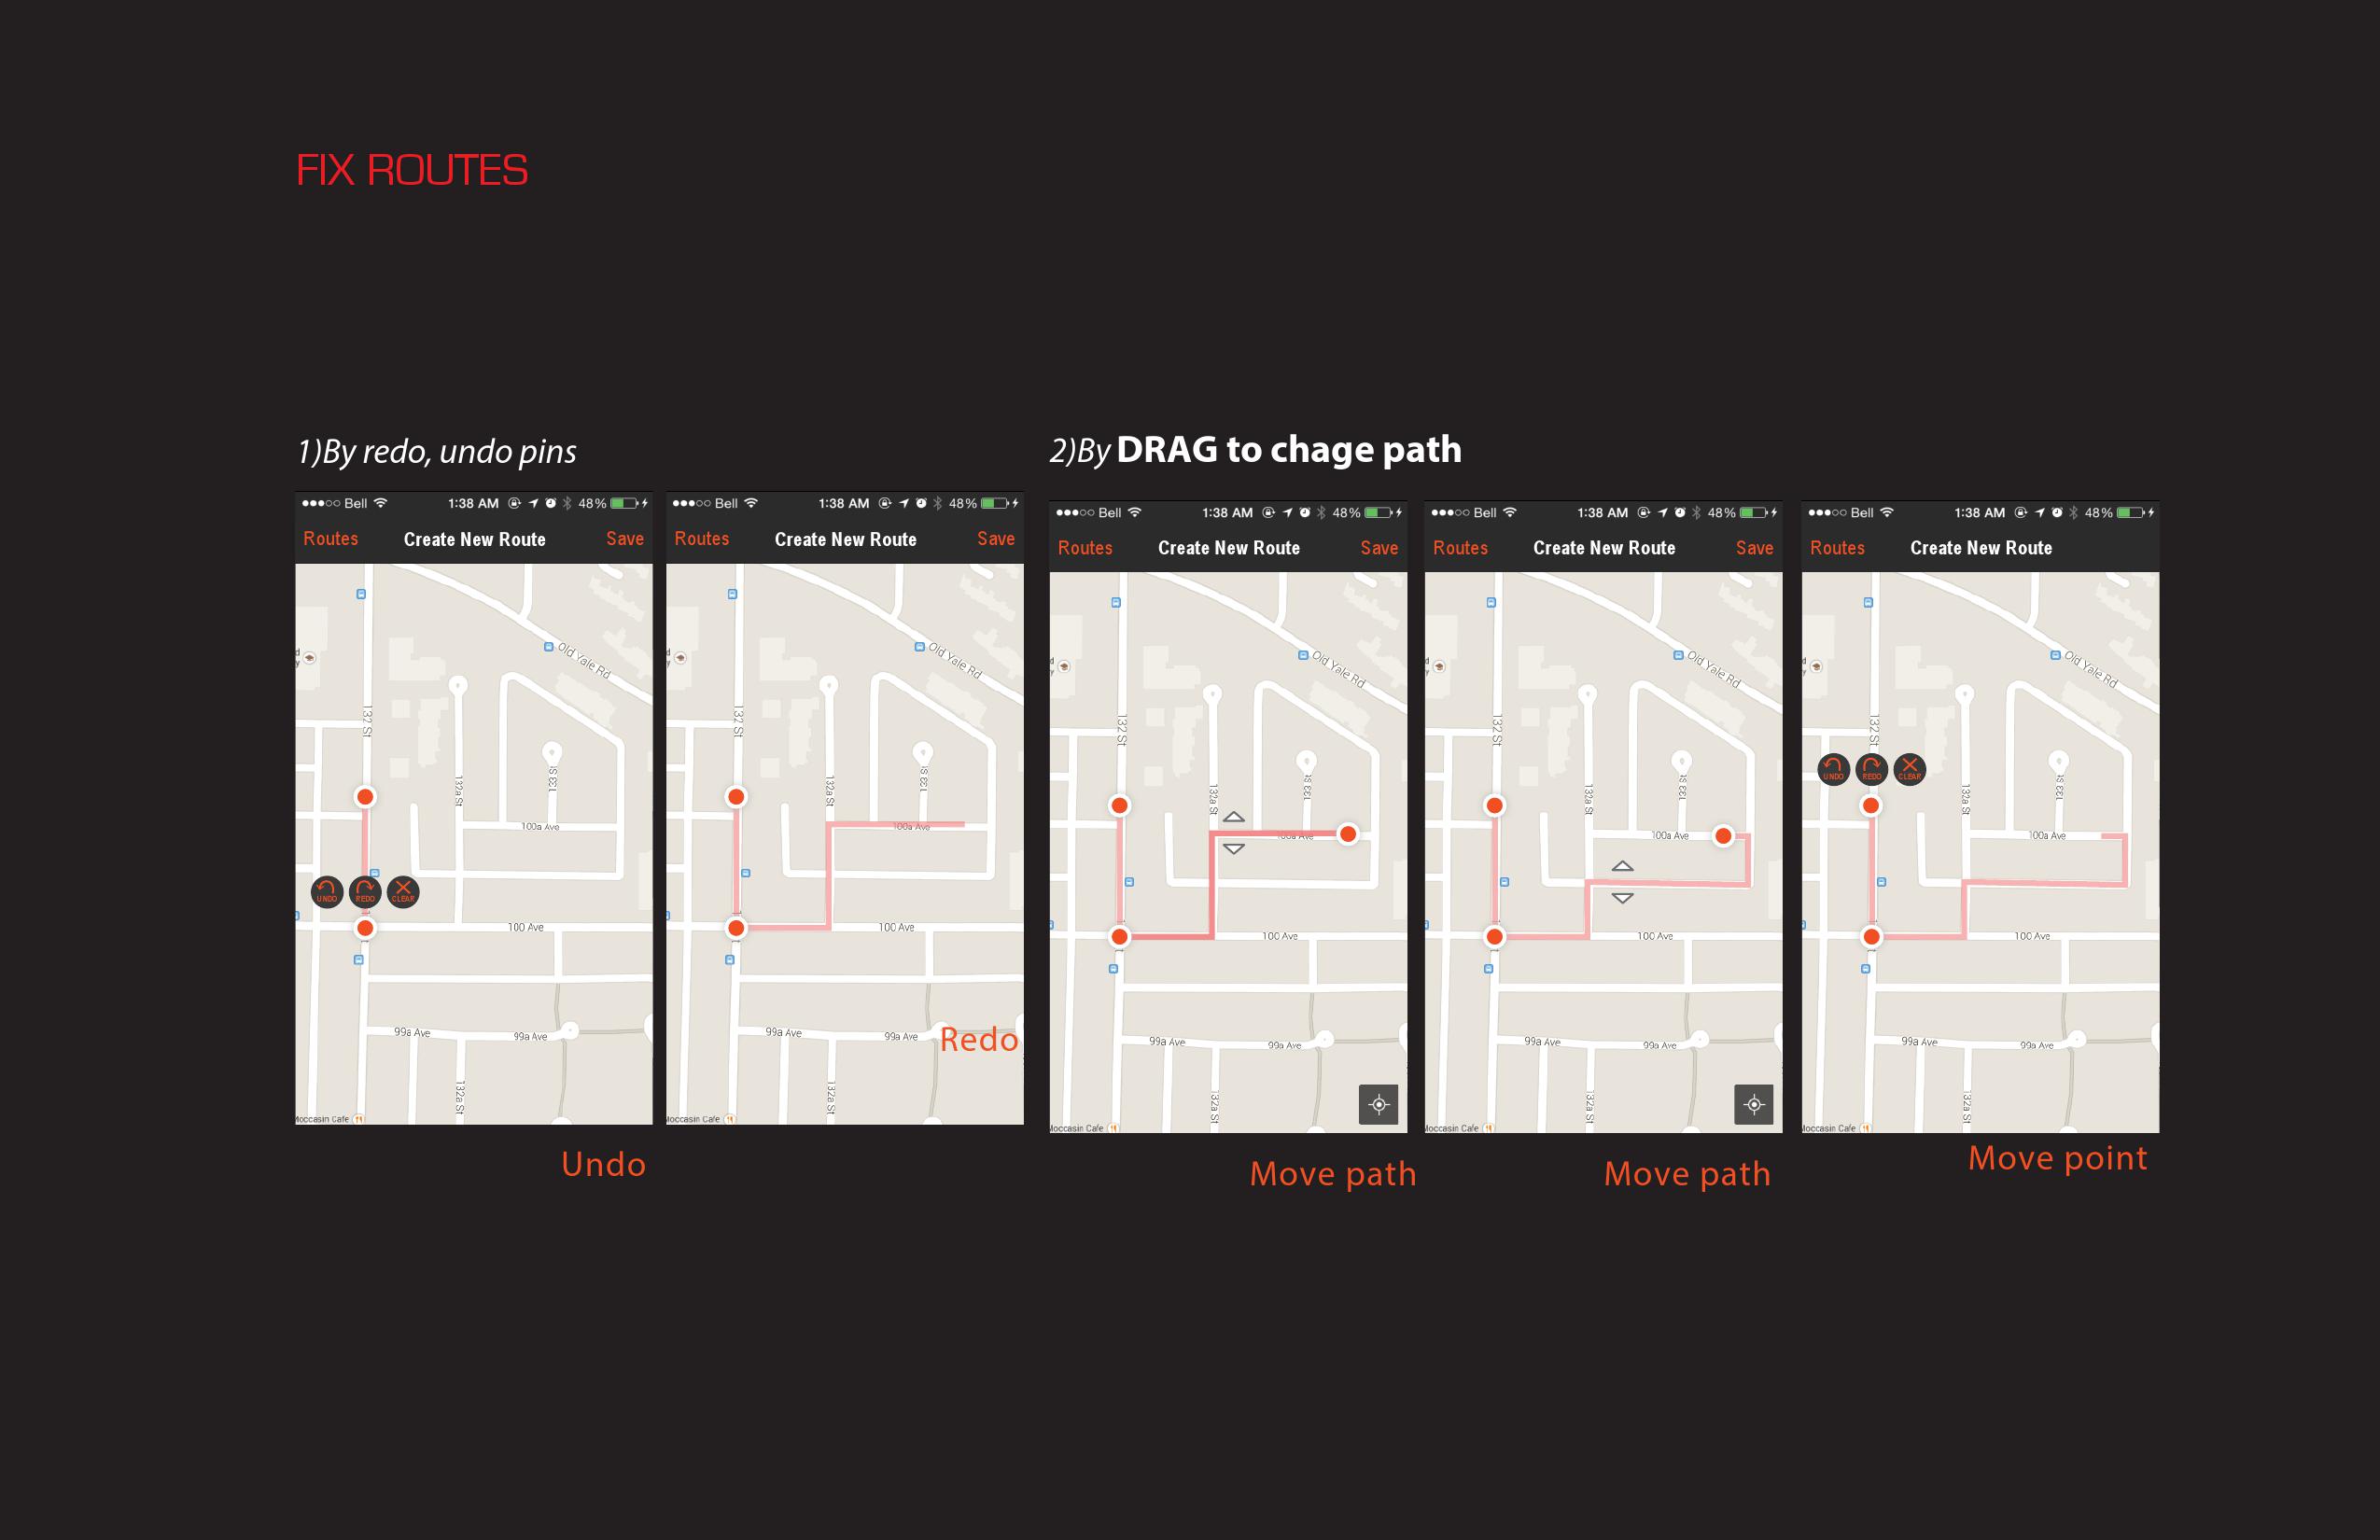 FIX ROUTES
1)By redo, undo pins
2)By DRAG to chage path
Bell 1:38 AM 48%
Routes Create New Route Save
Old Yale Rd
132 St
132a St
133 St
100a Ave
UNDO REDO CLEAR
100 Ave
99a Ave 99a Ave
132a St
Moccasin Cafe
Undo
Bell 1:38 AM 48%
Routes Create New Route Save
Old Yale Rd
132 St
132a St
133 St
100a Ave
100 Ave
99a Ave 99a Ave
Redo
132a St
Moccasin Cafe
Bell 1:38 AM 48%
Routes Create New Route Save
Old Yale Rd
132 St
132a St
133 St
100a Ave
100 Ave
99a Ave 99a Ave
132a St
Moccasin Cafe
Move path
Bell 1:38 AM 48%
Routes Create New Route Save
Old Yale Rd
132 St
132a St
133 St
100a Ave
100 Ave
99a Ave 99a Ave
132a St
Moccasin Cafe
Move path
Bell 1:38 AM 48%
Routes Create New Route
Old Yale Rd
132 St
UNDO REDO CLEAR
132a St
133 St
100a Ave
100 Ave
99a Ave 99a Ave
132a St
Moccasin Cafe
Move point